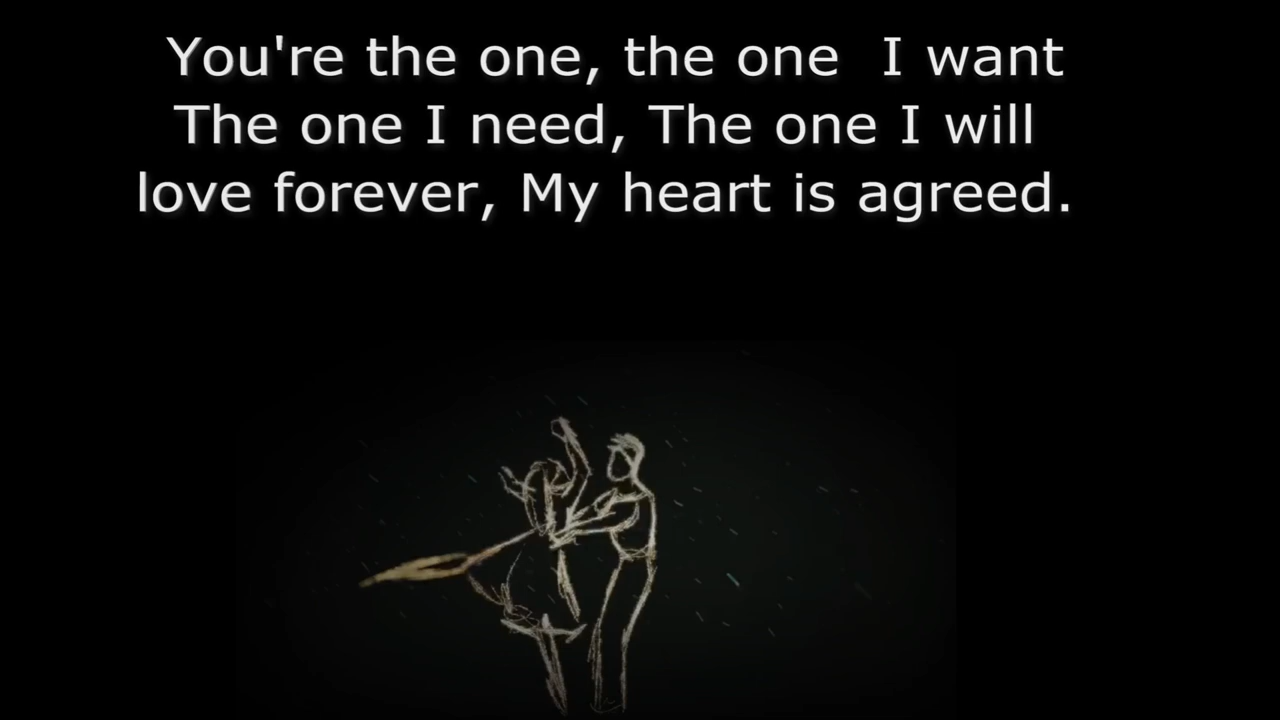 You're the one, the one  I want
The one I need, The one I will
love forever, My heart is agreed.